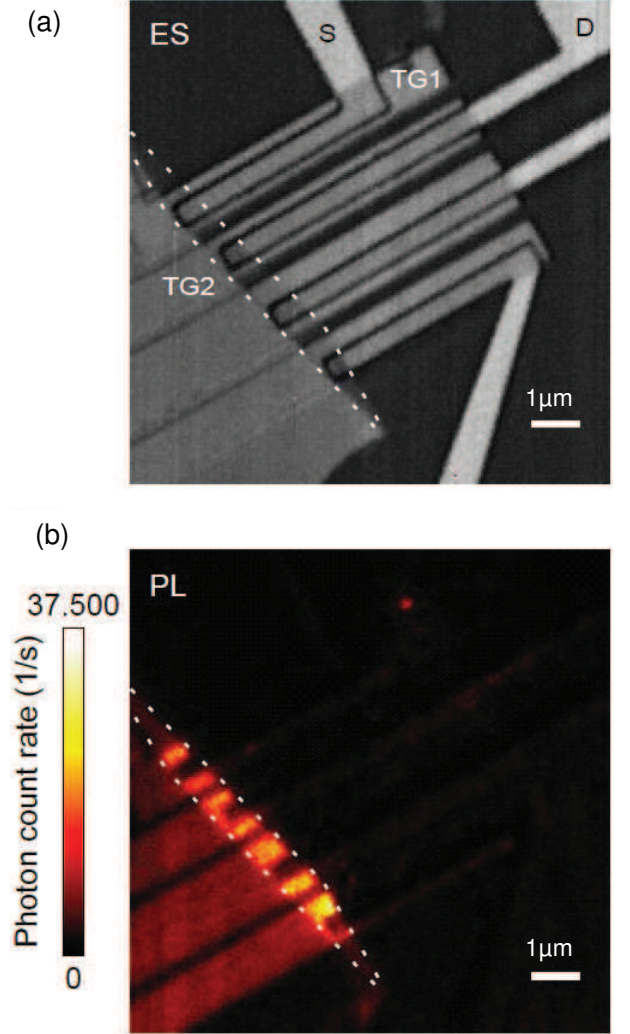 (a)
ES
S
D
TG1
TG2
1µm
(b)
PL
37.500
Photon count rate (1/s)
0
1µm